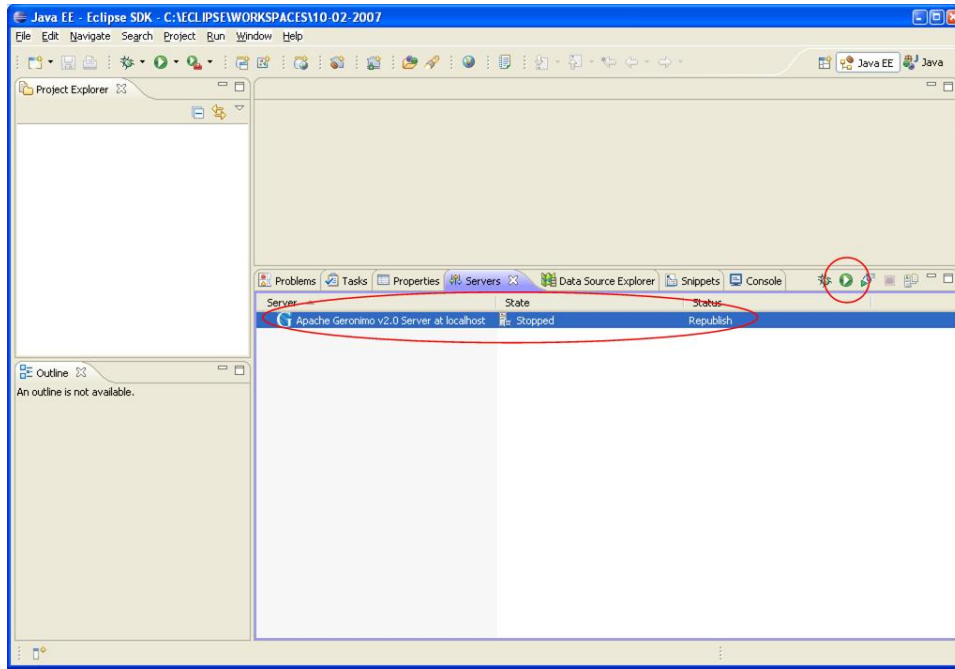 Java EE - Eclipse SDK - C:\ECLIPSE\WORKSPACES\10-02-2007
File Edit Navigate Search Project Run Window Help
Java EE Java
Project Explorer
Problems Tasks Properties Servers Data Source Explorer Snippets Console
Server State Status
Apache Geronimo v2.0 Server at localhost Stopped Republish
Outline
An outline is not available.